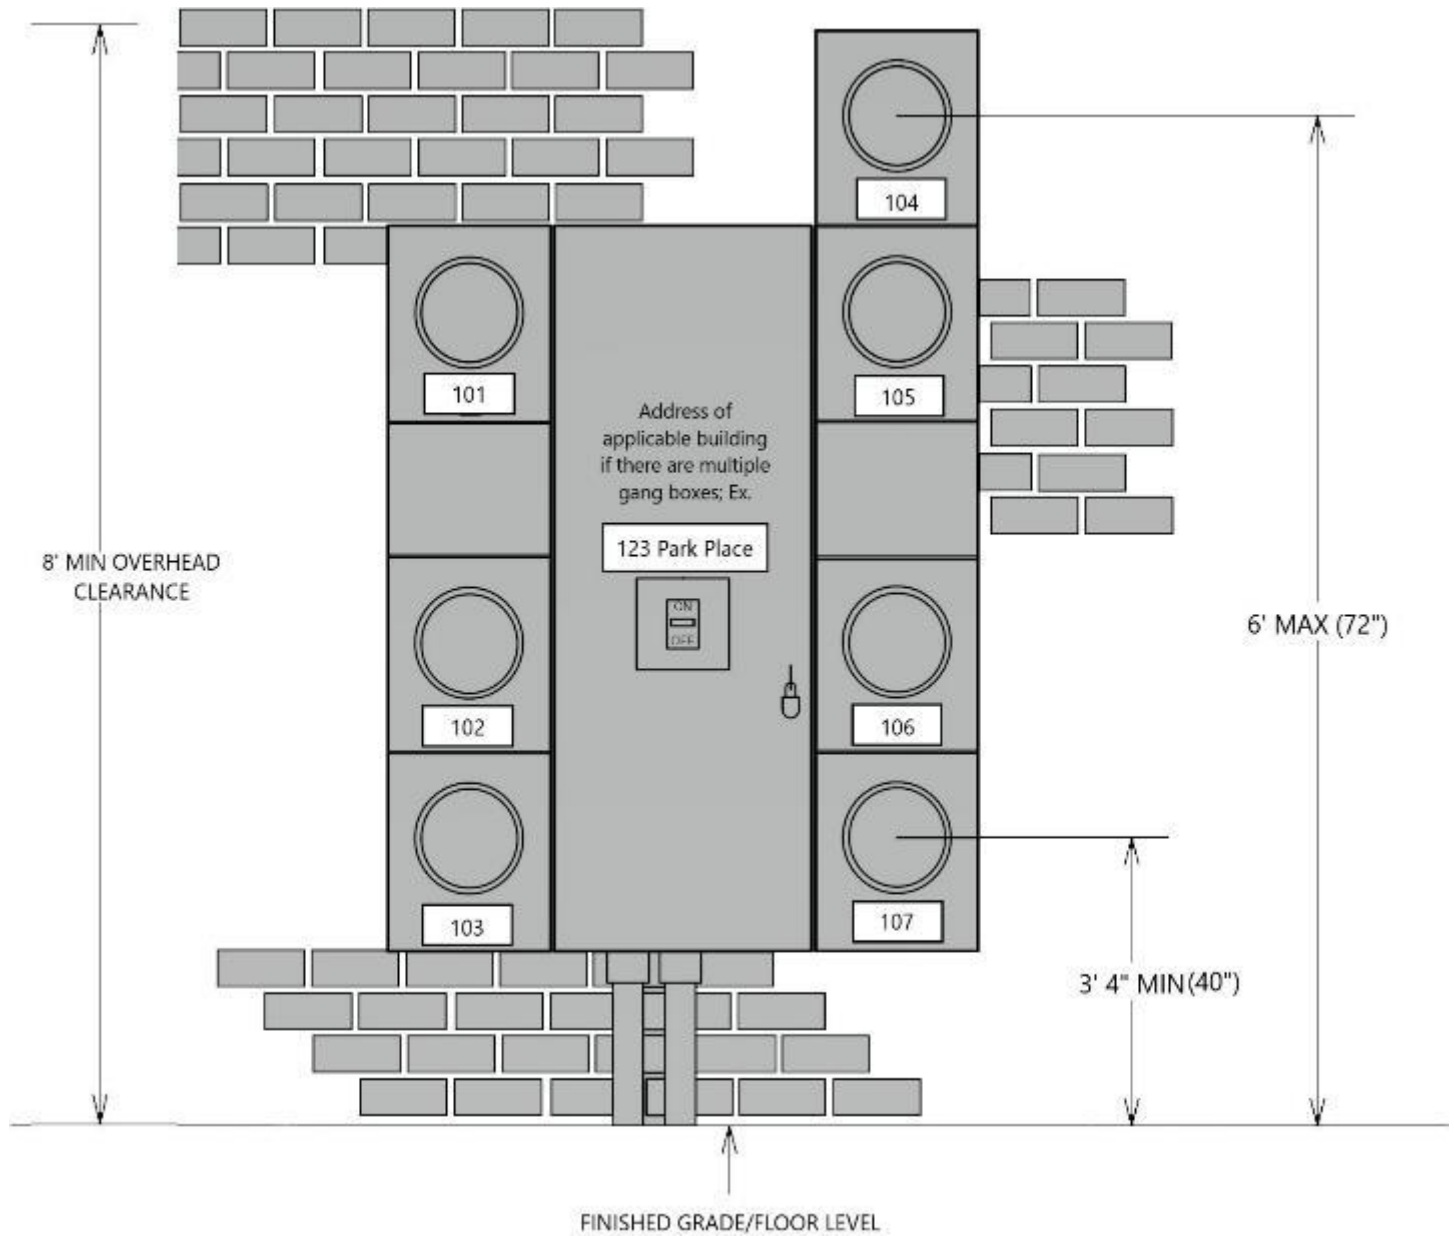 104
101
105
Address of
applicable building
if there are multiple
gang boxes; Ex.
123 Park Place
ON
OFF
8' MIN OVERHEAD
CLEARANCE
6' MAX (72")
102
106
103
107
3' 4" MIN (40")
FINISHED GRADE/FLOOR LEVEL